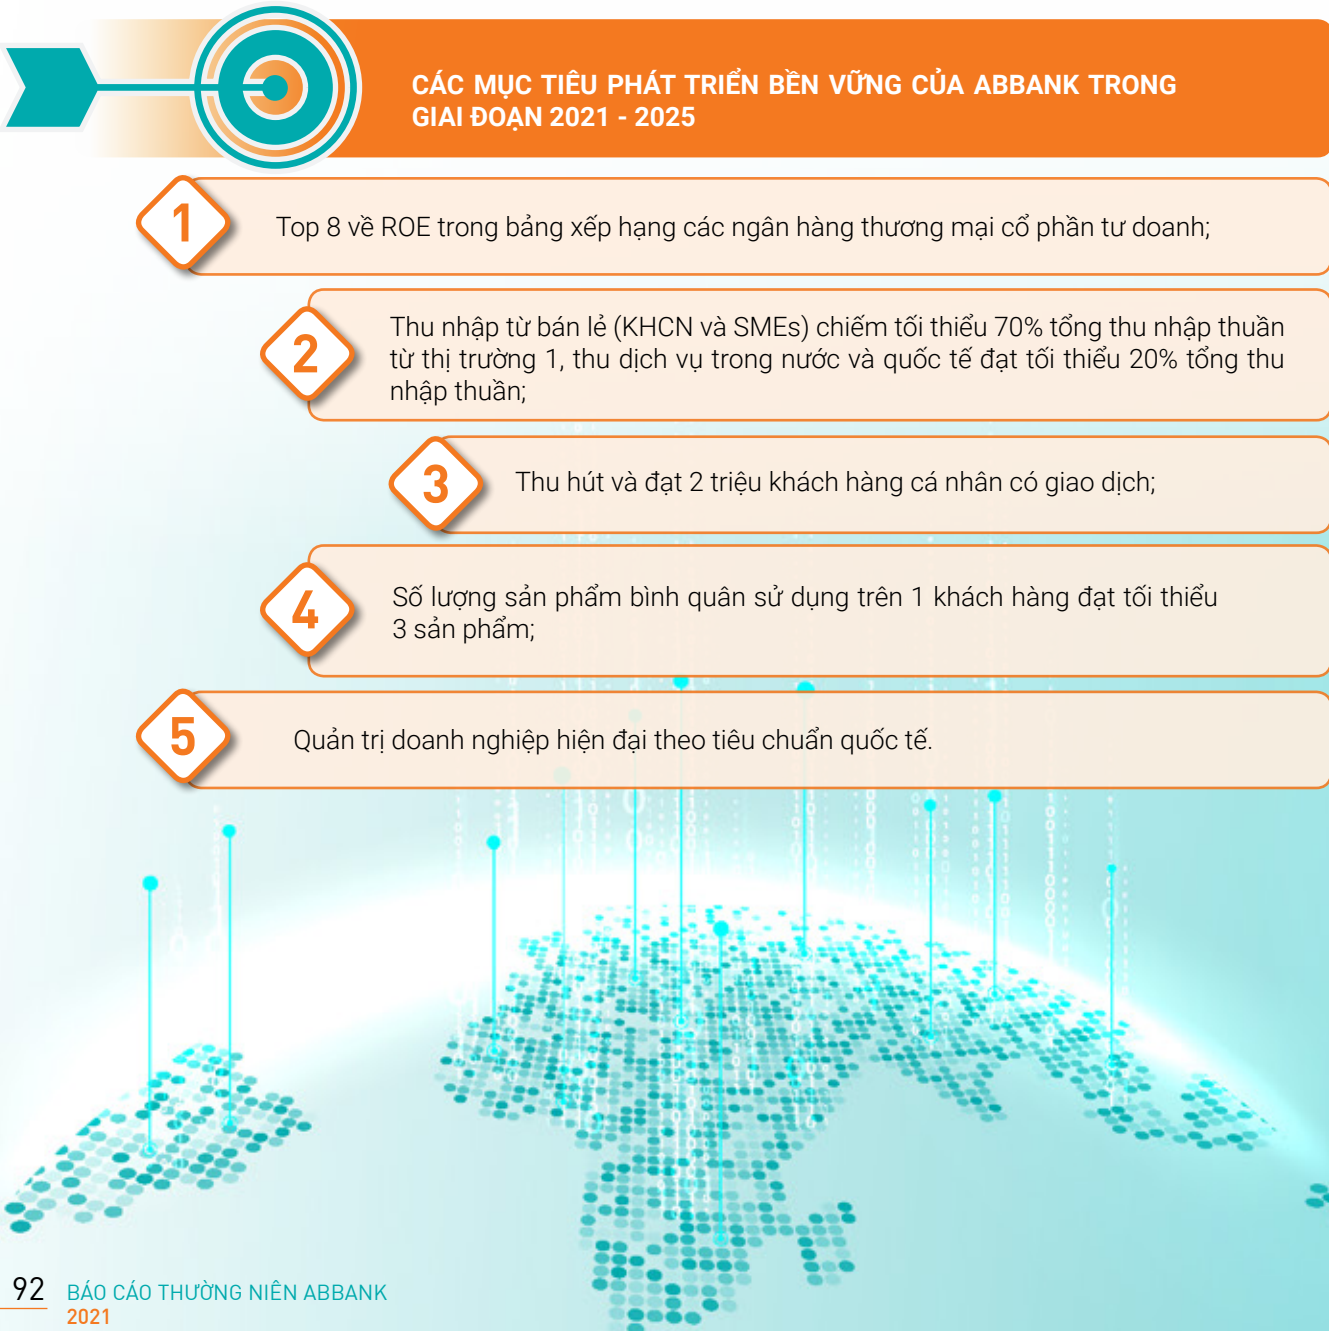 CÁC MỤC TIÊU PHÁT TRIỂN BỀN VỮNG CỦA ABBANK TRONG
GIAI ĐOẠN 2021 - 2025
1
Top 8 về ROE trong bảng xếp hạng các ngân hàng thương mại cổ phần tư doanh;
2
Thu nhập từ bán lẻ (KHCN và SMEs) chiếm tối thiểu 70% tổng thu nhập thuần
từ thị trường 1, thu dịch vụ trong nước và quốc tế đạt tối thiểu 20% tổng thu
nhập thuần;
3
Thu hút và đạt 2 triệu khách hàng cá nhân có giao dịch;
4
Số lượng sản phẩm bình quân sử dụng trên 1 khách hàng đạt tối thiểu
3 sản phẩm;
5
Quản trị doanh nghiệp hiện đại theo tiêu chuẩn quốc tế.
92 BÁO CÁO THƯỜNG NIÊN ABBANK
2021